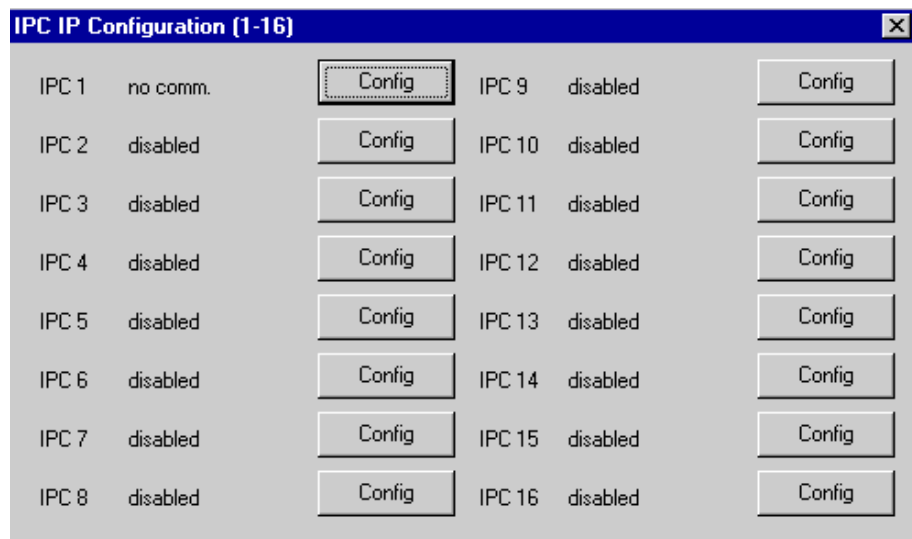 IPC IP Configuration (1-16)
IPC 1 no comm. Config IPC 9 disabled Config
IPC 2 disabled Config IPC 10 disabled Config
IPC 3 disabled Config IPC 11 disabled Config
IPC 4 disabled Config IPC 12 disabled Config
IPC 5 disabled Config IPC 13 disabled Config
IPC 6 disabled Config IPC 14 disabled Config
IPC 7 disabled Config IPC 15 disabled Config
IPC 8 disabled Config IPC 16 disabled Config